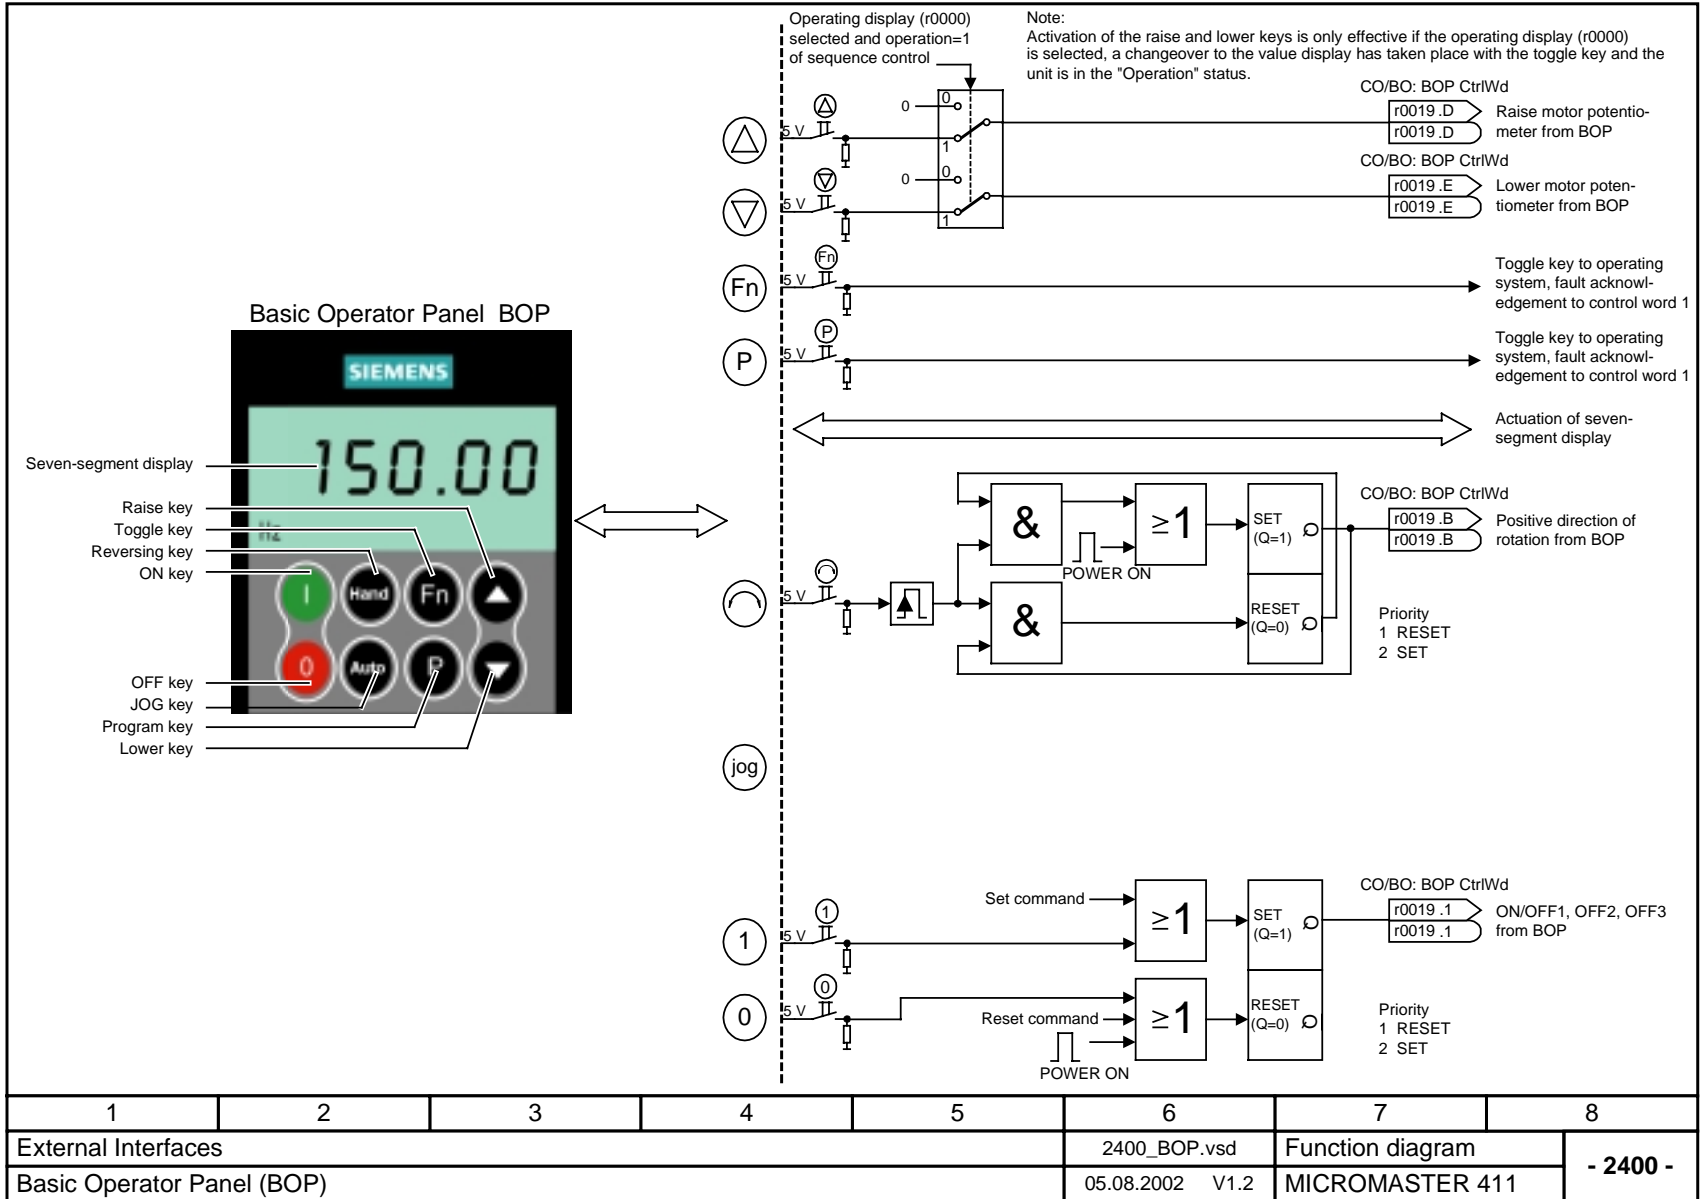 Operating display (r0000)
selected and operation=1
of sequence control
Note:
Activation of the raise and lower keys is only effective if the operating display (r0000)
is selected, a changeover to the value display has taken place with the toggle key and the
unit is in the "Operation" status.
5 V
0
0
1
CO/BO: BOP CtrlWd
r0019 .D
r0019 .D
Raise motor potentio-
meter from BOP
5 V
0
0
1
CO/BO: BOP CtrlWd
r0019 .E
r0019 .E
Lower motor poten-
tiometer from BOP
Fn
5 V
Fn
Toggle key to operating
system, fault acknowl-
edgement to control word 1
P
5 V
P
Toggle key to operating
system, fault acknowl-
edgement to control word 1
Actuation of seven-
segment display
Basic Operator Panel BOP
SIEMENS
150.00
Hz
I
Hand
Fn
0
Auto
P
Seven-segment display
Raise key
Toggle key
Reversing key
ON key
OFF key
JOG key
Program key
Lower key
5 V
&
&
≥1
POWER ON
SET
(Q=1)
Q
RESET
(Q=0)
Q
CO/BO: BOP CtrlWd
r0019 .B
r0019 .B
Positive direction of
rotation from BOP
Priority
1 RESET
2 SET
jog
1
5 V
1
Set command
≥1
SET
(Q=1)
Q
CO/BO: BOP CtrlWd
r0019 .1
r0019 .1
ON/OFF1, OFF2, OFF3
from BOP
0
5 V
0
Reset command
POWER ON
≥1
RESET
(Q=0)
Q
Priority
1 RESET
2 SET
1 2 3 4 5 6 7 8
External Interfaces
2400_BOP.vsd
Function diagram
- 2400 -
Basic Operator Panel (BOP)
05.08.2002 V1.2
MICROMASTER 411